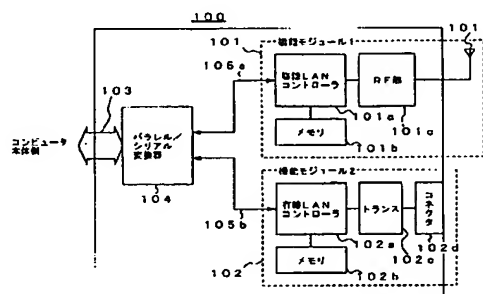 100
101
機能モジュール1
101
106a
103
無線LAN
コントローラ
RF部
101a
101c
メモリ
101b
コンピュータ
本体側
パラレル/
シリアル
変換器
104
機能モジュール2
有線LAN
コントローラ
トランス
コネクタ
105b
102a
102c
102d
メモリ
102
102b